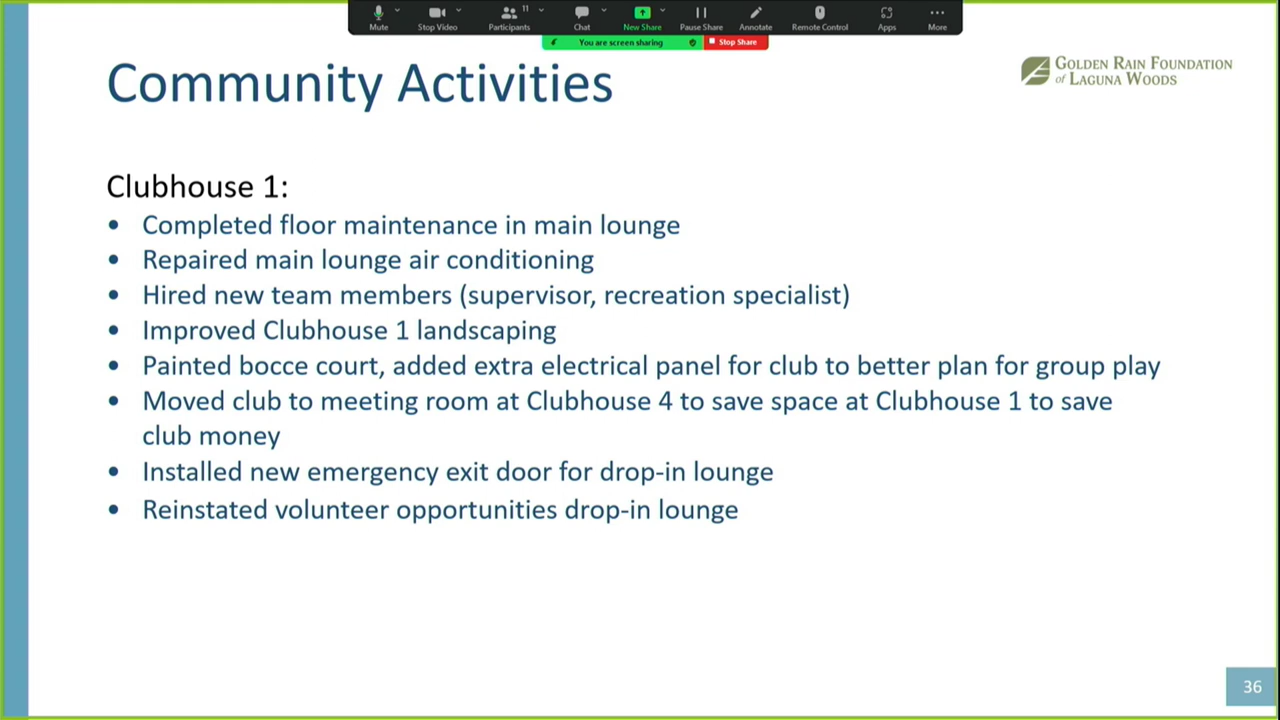 11
Mute
Stop Video
Participants
Chat
New Share
Pause Share
Annotate
Remote Control
Apps
More
You are screen sharing
Stop Share
Community Activities
GOLDEN RAIN FOUNDATION
of LAGUNA WOODS
Clubhouse 1:
• Completed floor maintenance in main lounge
• Repaired main lounge air conditioning
• Hired new team members (supervisor, recreation specialist)
• Improved Clubhouse 1 landscaping
• Painted bocce court, added extra electrical panel for club to better plan for group play
• Moved club to meeting room at Clubhouse 4 to save space at Clubhouse 1 to save
club money
• Installed new emergency exit door for drop-in lounge
• Reinstated volunteer opportunities drop-in lounge
36